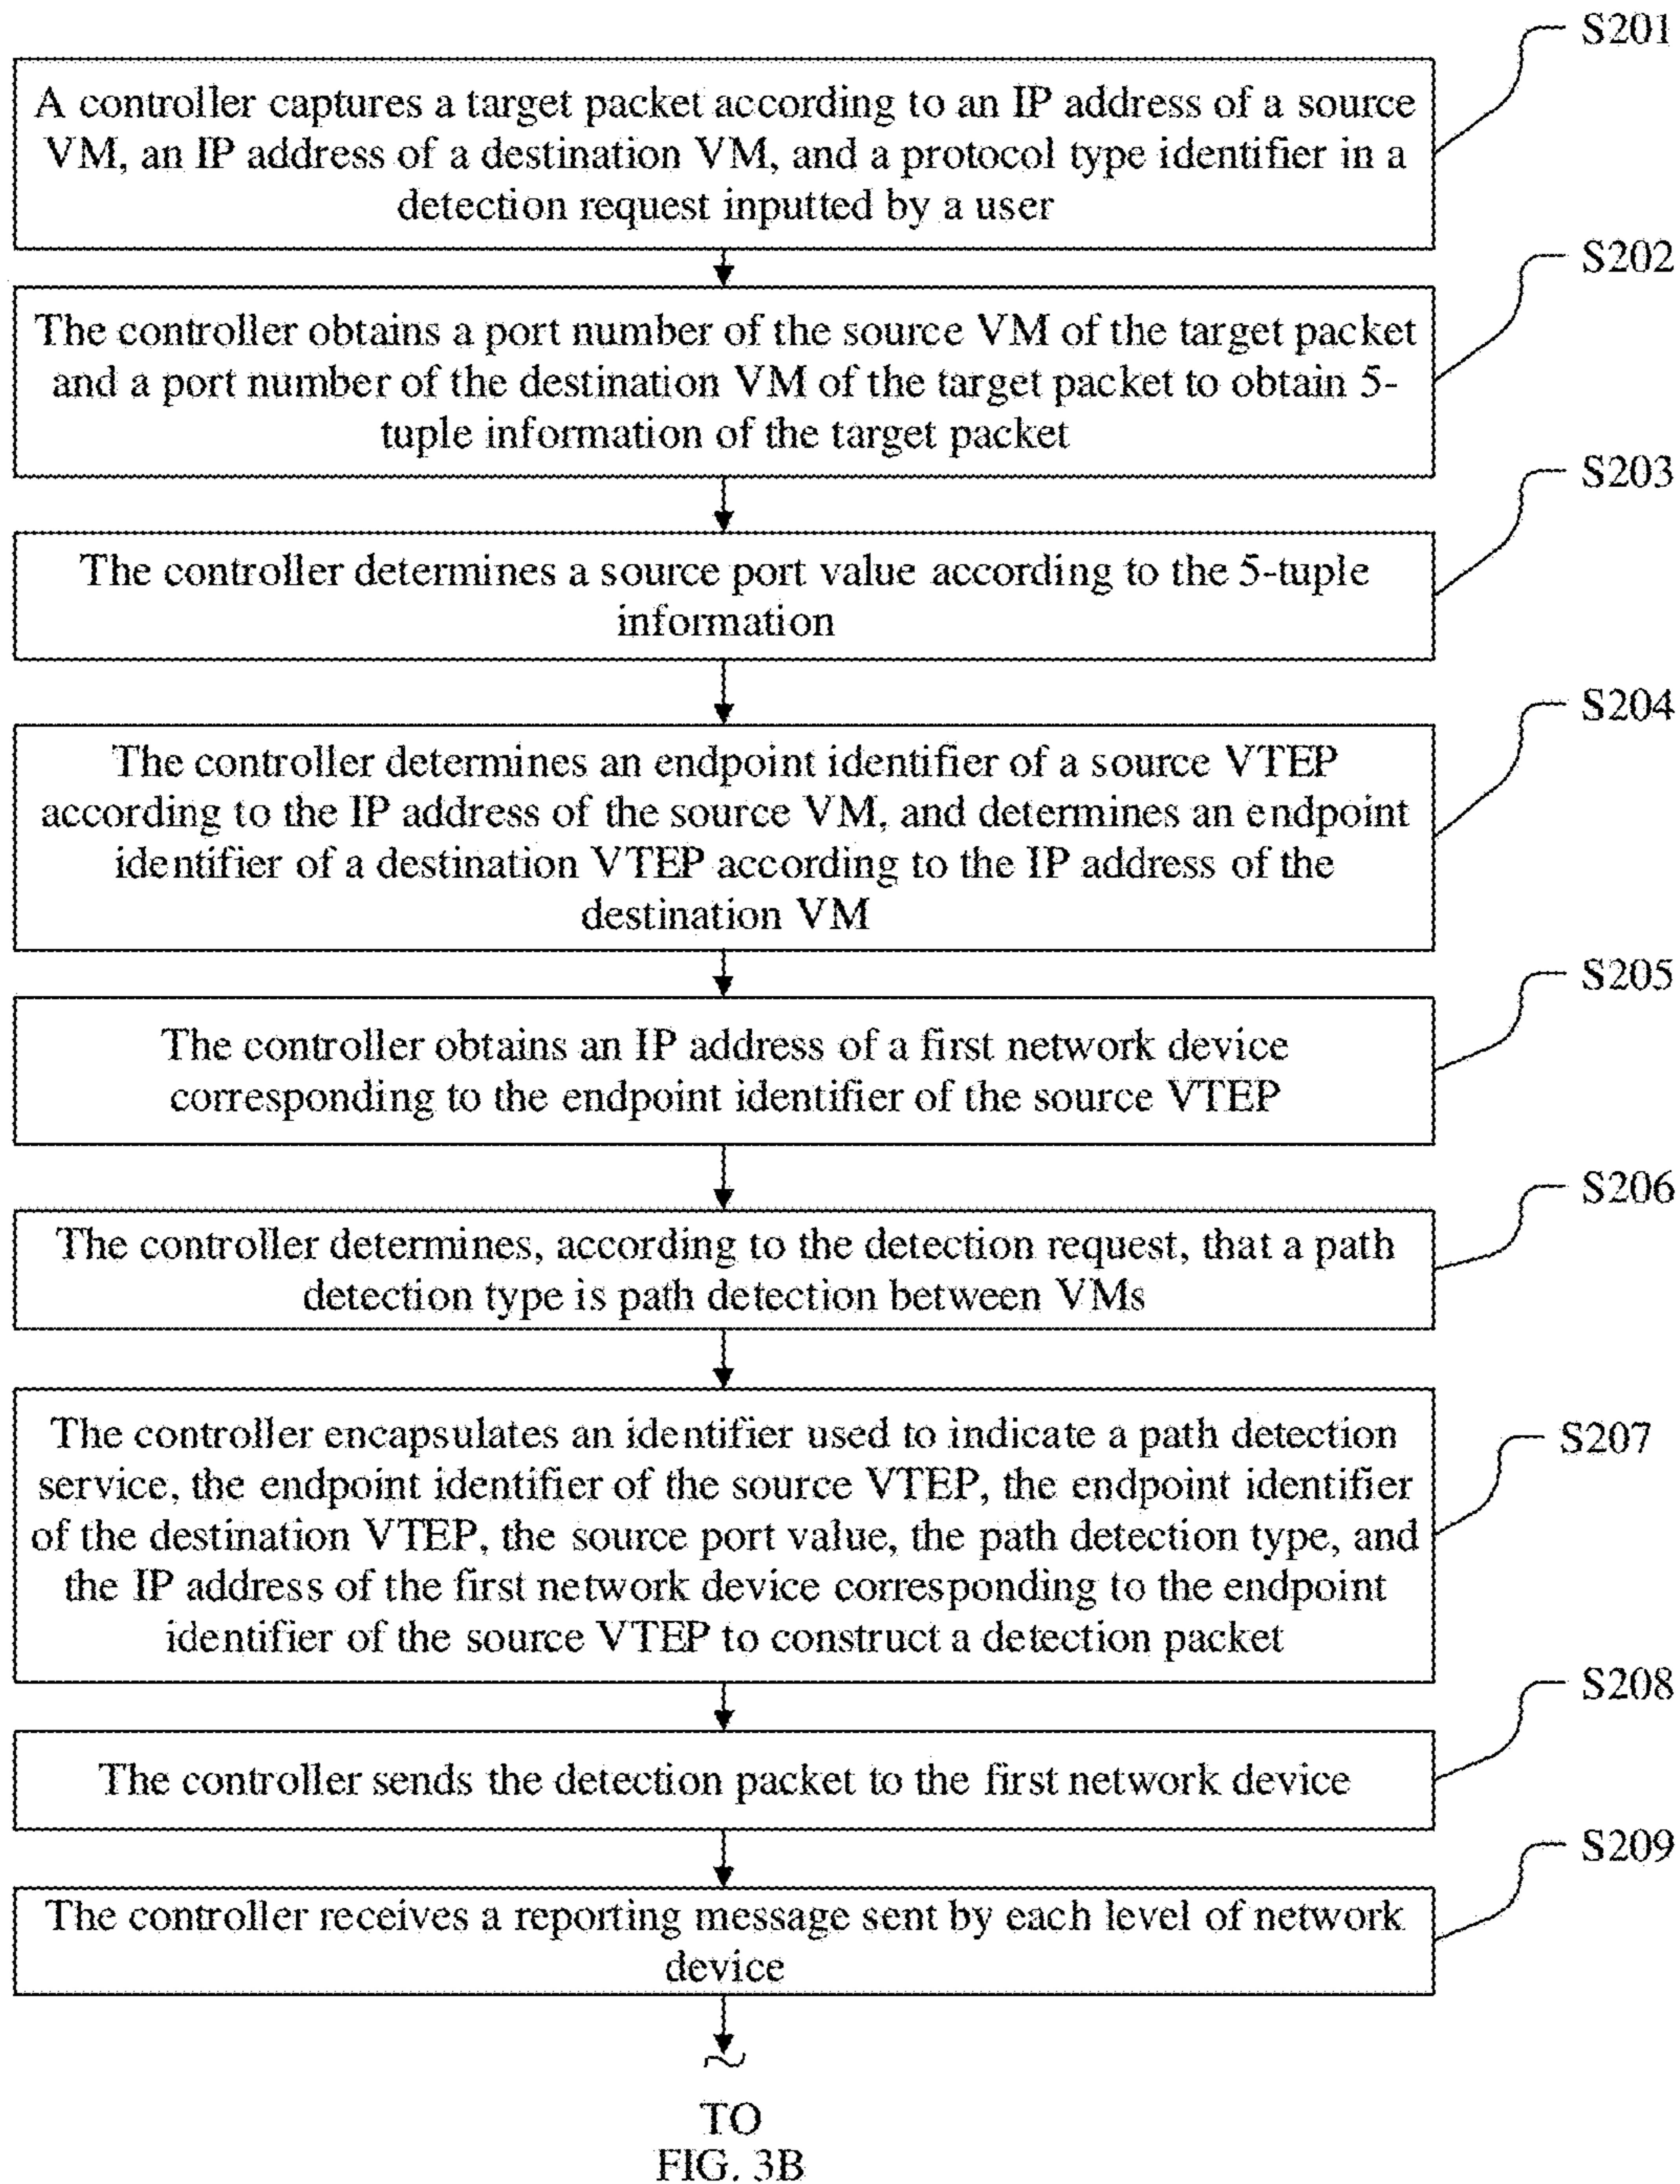 S201
A controller captures a target packet according to an IP address of a source
VM, an IP address of a destination VM, and a protocol type identifier in a
detection request inputted by a user
S202
The controller obtains a port number of the source VM of the target packet
and a port number of the destination VM of the target packet to obtain 5-
tuple information of the target packet
S203
The controller determines a source port value according to the 5-tuple
information
S204
The controller determines an endpoint identifier of a source VTEP
according to the IP address of the source VM, and determines an endpoint
identifier of a destination VTEP according to the IP address of the
destination VM
S205
The controller obtains an IP address of a first network device
corresponding to the endpoint identifier of the source VTEP
S206
The controller determines, according to the detection request, that a path
detection type is path detection between VMs
S207
The controller encapsulates an identifier used to indicate a path detection
service, the endpoint identifier of the source VTEP, the endpoint identifier
of the destination VTEP, the source port value, the path detection type, and
the IP address of the first network device corresponding to the endpoint
identifier of the source VTEP to construct a detection packet
S208
The controller sends the detection packet to the first network device
S209
The controller receives a reporting message sent by each level of network
device
TO
FIG. 3B